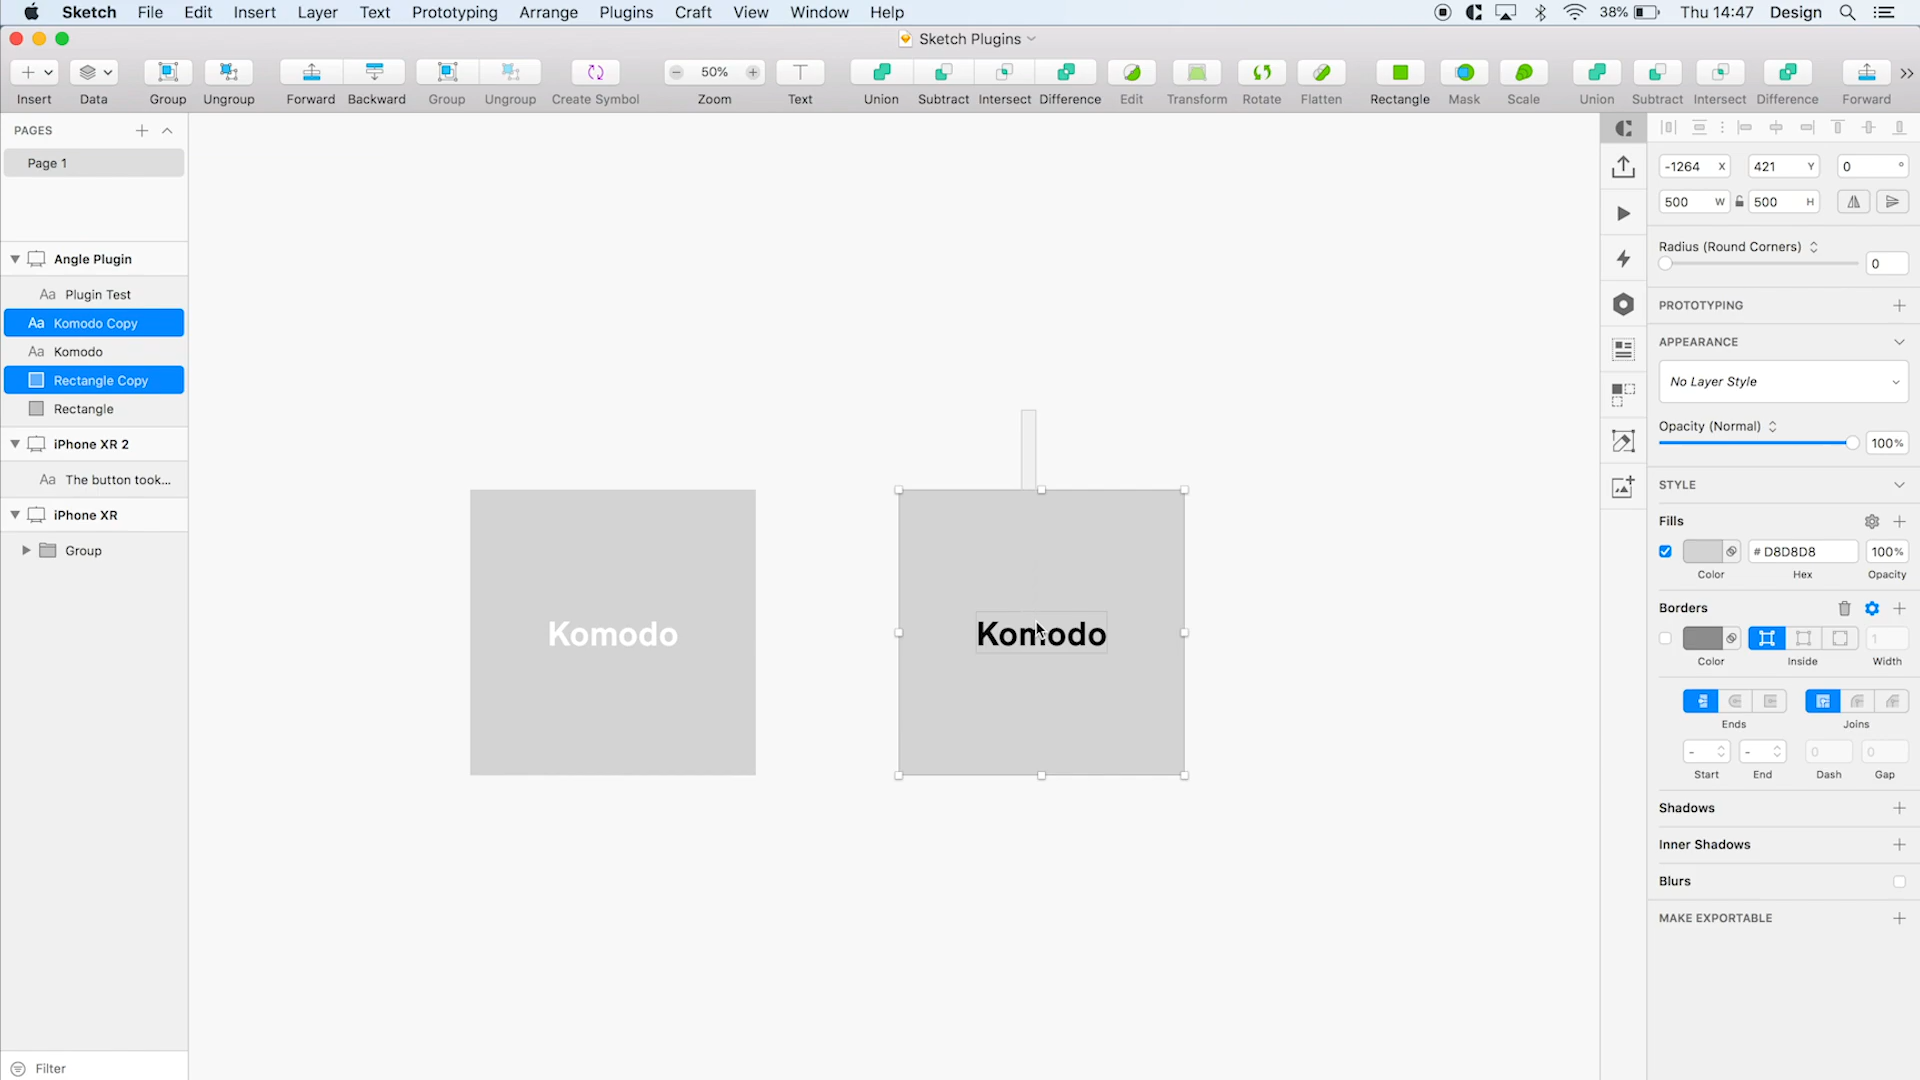 Sketch File Edit Insert Layer Text Prototyping Arrange Plugins Craft View Window Help 38% Thu 14:47 Design
Sketch Plugins
50%
Insert Data Group Ungroup Forward Backward Group Ungroup Create Symbol Zoom Text Union Subtract Intersect Difference Edit Transform Rotate Flatten Rectangle Mask Scale Union Subtract Intersect Difference Forward
PAGES
Page 1
Angle Plugin
Aa Plugin Test
Aa Komodo Copy
Aa Komodo
Rectangle Copy
Rectangle
iPhone XR 2
Aa The button took...
iPhone XR
Group
Filter
Komodo
Komodo
-1264 X 421 Y 0 °
500 W 500 H
Radius (Round Corners)
0
PROTOTYPING
APPEARANCE
No Layer Style
Opacity (Normal)
100%
STYLE
Fills
# D8D8D8 100%
Color Hex Opacity
Borders
1
Color Inside Width
Ends Joins
- - 0 0
Start End Dash Gap
Shadows
Inner Shadows
Blurs
MAKE EXPORTABLE